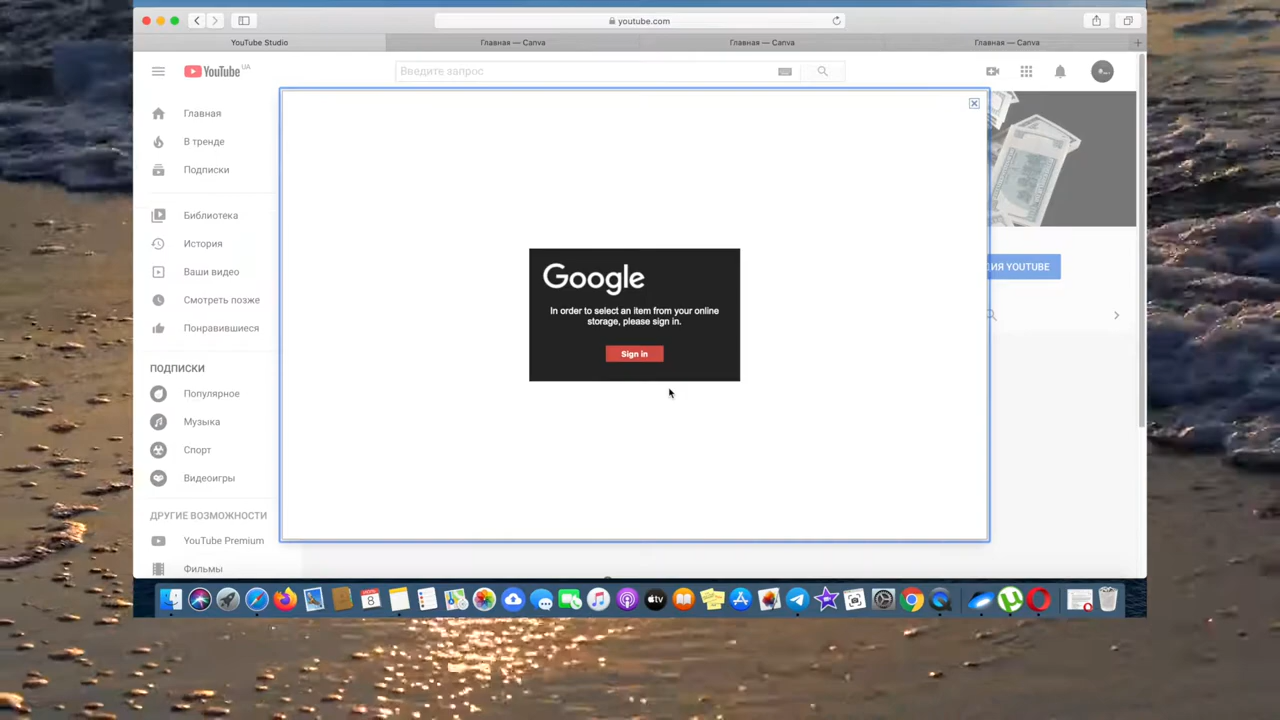 youtube.com
YouTube Studio
Главная — Canva
Главная — Canva
Главная — Canva
YouTube UA
Введите запрос
Главная
В тренде
Подписки
Библиотека
История
Ваши видео
Смотреть позже
Понравившиеся
ПОДПИСКИ
Популярное
Музыка
Спорт
Видеоигры
ДРУГИЕ ВОЗМОЖНОСТИ
YouTube Premium
Фильмы
ДИЯ YOUTUBE
Google
In order to select an item from your online
storage, please sign in.
Sign in
8
tv